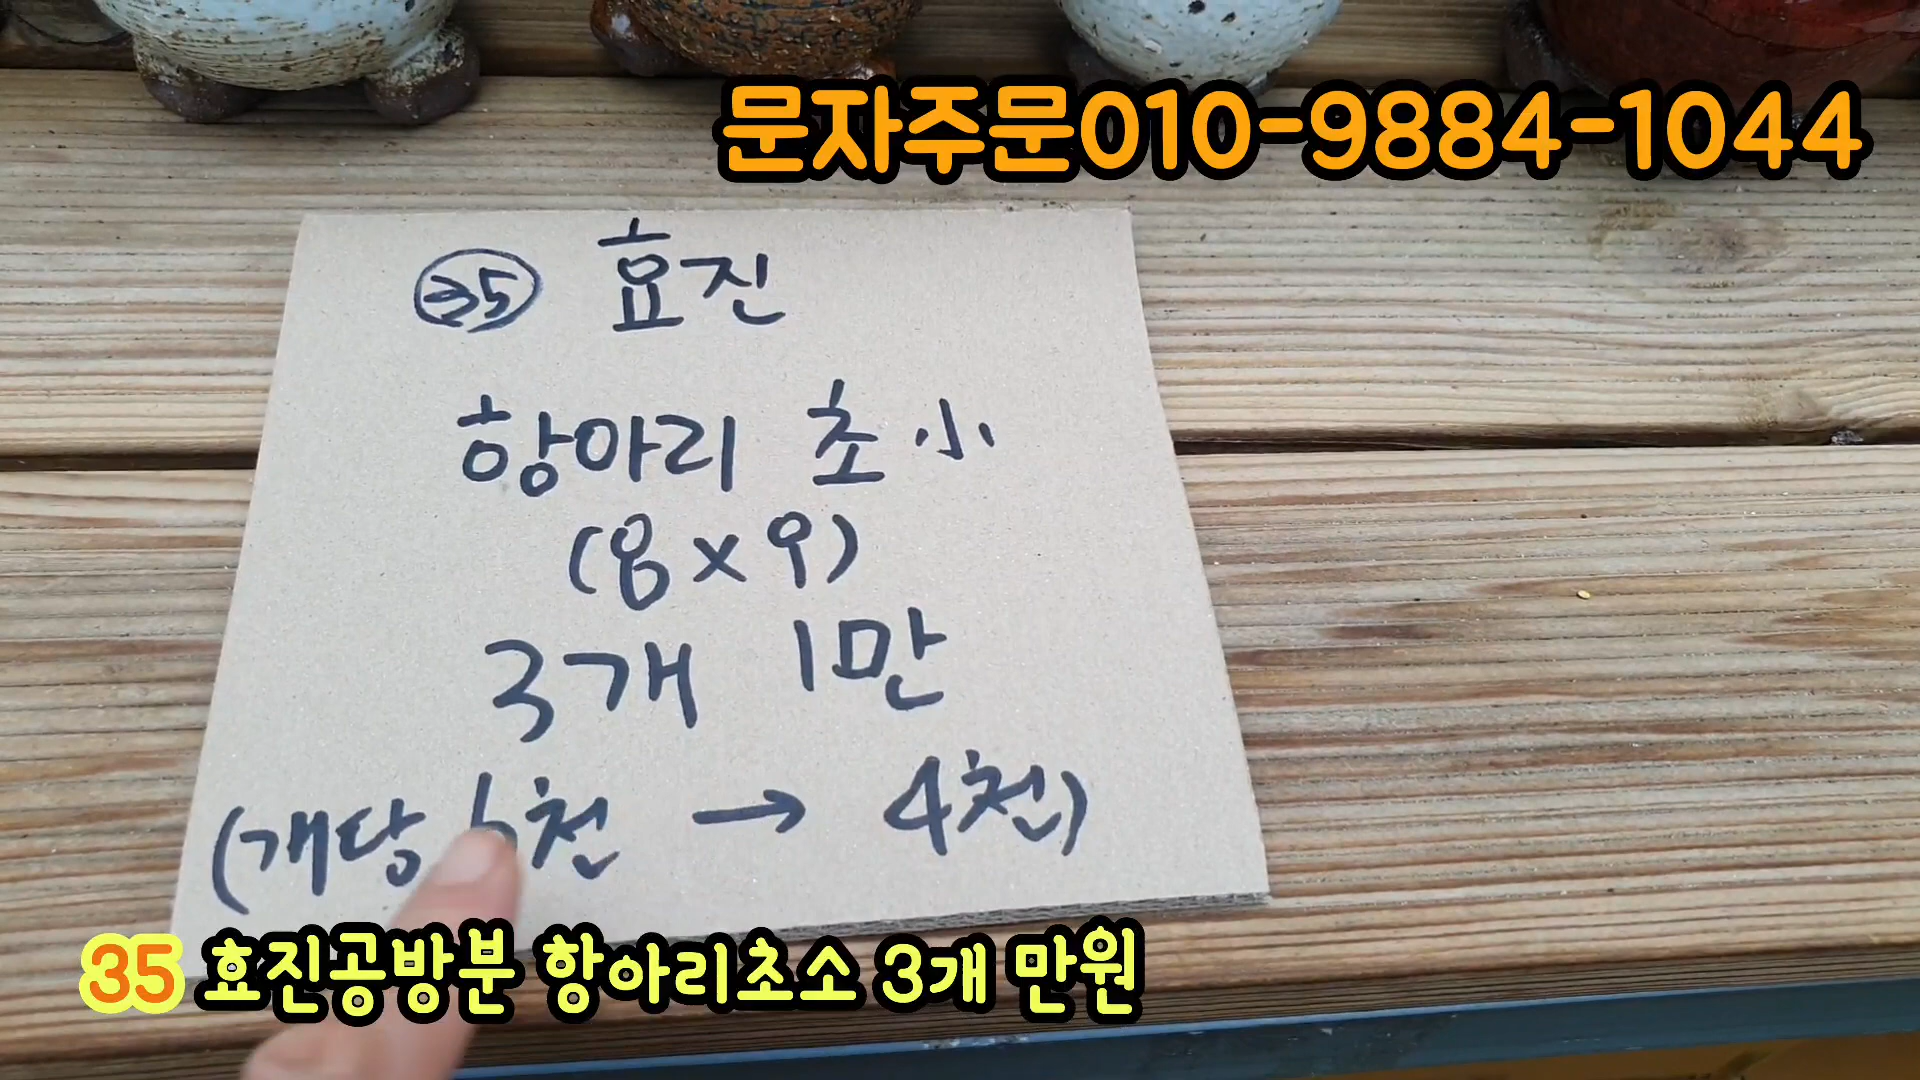 문자주문010-9884-1044
35 효진
항아리 초小
(8×9)
3개 1만
(개당 6천 → 4천)
35 효진공방분 항아리초소 3개 만원